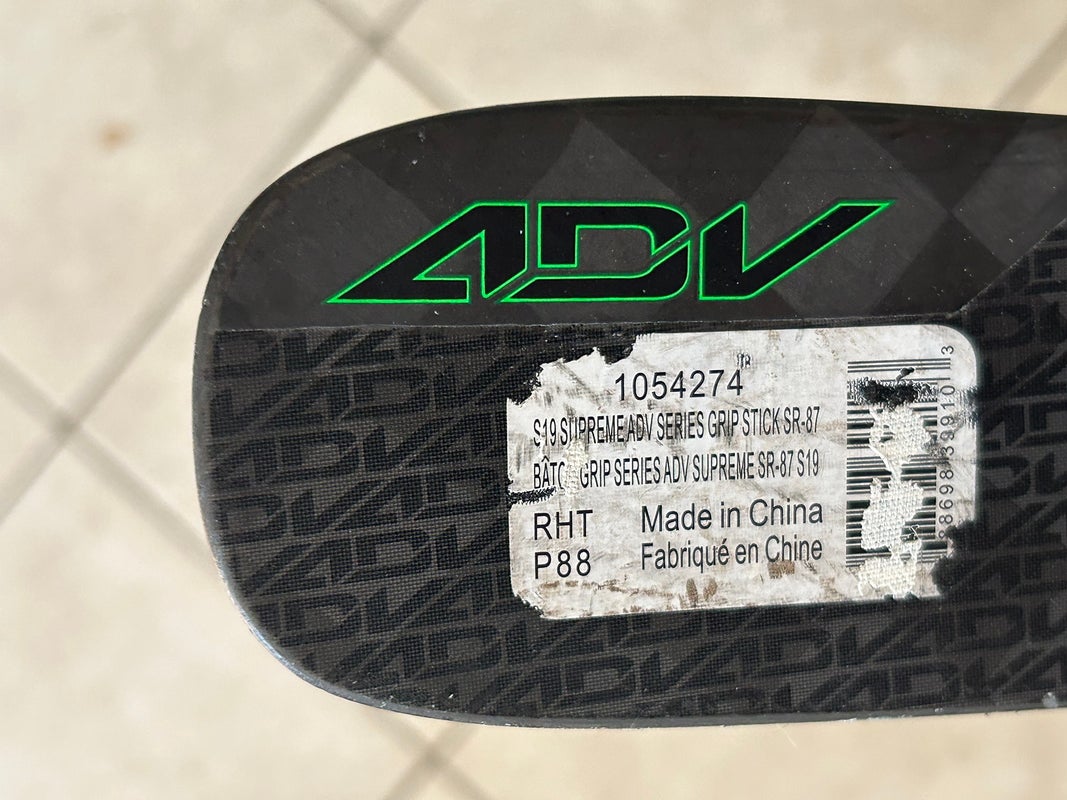 ADV
1054274
S19 SUPREME ADV SERIES GRIP STICK SR-87
GRIP SERIES ADV SUPREME SR-87 S19
RHT Made in China
P88 Fabriqué en Chine